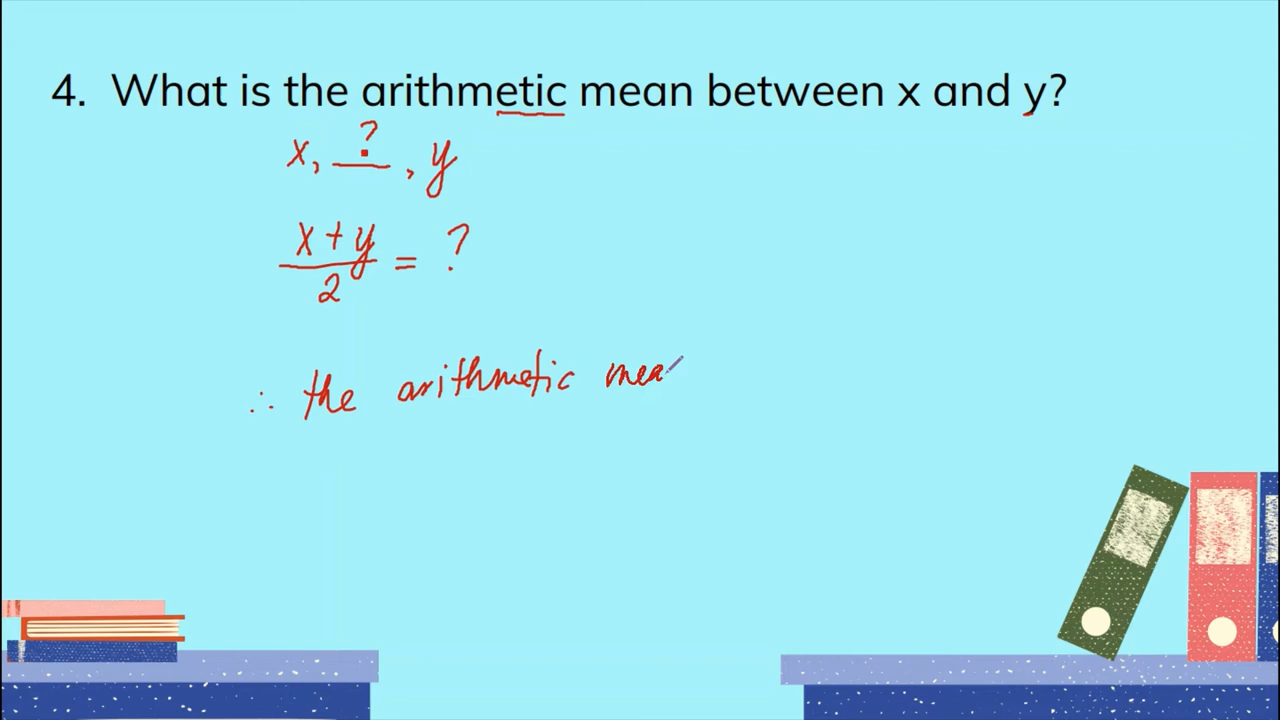 4. What is the arithmetic mean between x and y?
x, ? , y
x + y
2
= ?
∴ the arithmetic mea